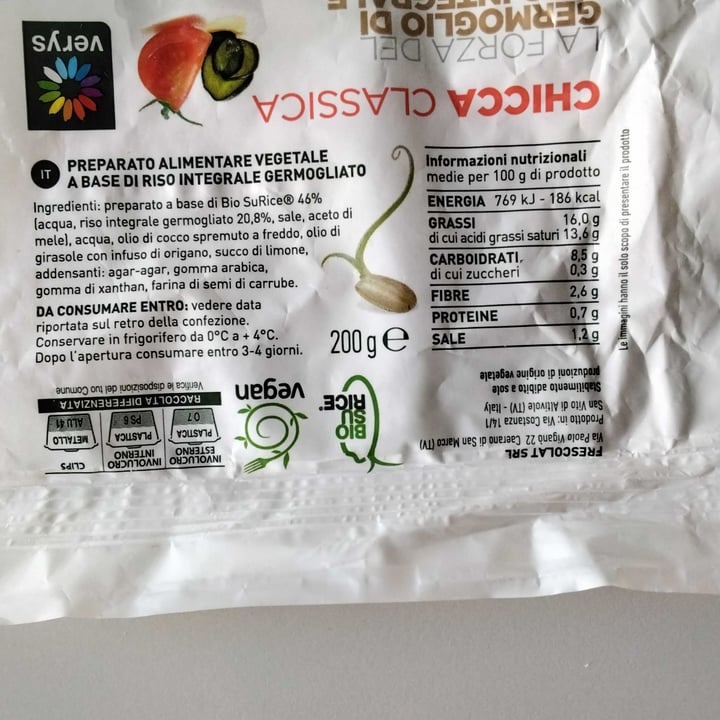 verys
LA FORZA DEL
GERMOGLIO DI
CHICCA CLASSICA
IT
PREPARATO ALIMENTARE VEGETALE
A BASE DI RISO INTEGRALE GERMOGLIATO
Ingredienti: preparato a base di Bio SuRice® 46%
(acqua, riso integrale germogliato 20,8%, sale, aceto di
mele), acqua, olio di cocco spremuto a freddo, olio di
girasole con infuso di origano, succo di limone,
addensanti: agar-agar, gomma arabica,
gomma di xanthan, farina di semi di carrube.
DA CONSUMARE ENTRO: vedere data
riportata sul retro della confezione.
Conservare in frigorifero da 0°C a + 4°C.
Dopo l'apertura consumare entro 3-4 giorni.
200 g e
Informazioni nutrizionali
medie per 100 g di prodotto
ENERGIA 769 kJ - 186 kcal
GRASSI 16,0 g
di cui acidi grassi saturi 13,6 g
CARBOIDRATI, 8,5 g
di cui zuccheri 0,3 g
FIBRE 2,6 g
PROTEINE 0,7 g
SALE 1,2 g
Le immagini hanno il solo scopo di presentare il prodotto
FRESCOLAT SRL
Via Paolo Viganò 22 Caerano di San Marco (TV)
Prodotto in: Via Costanza 14/1
San Vito di Altivole (TV) - Italy
Stabilimento adibito a sole
produzioni di origine vegetale
BIO
SU
RICE®
vegan
INVOLUCRO
ESTERNO
PLASTICA
07
INVOLUCRO
INTERNO
PLASTICA
PS 6
CLIPS
METALLO
ALU 41
RACCOLTA DIFFERENZIATA
Verifica le disposizioni del tuo Comune